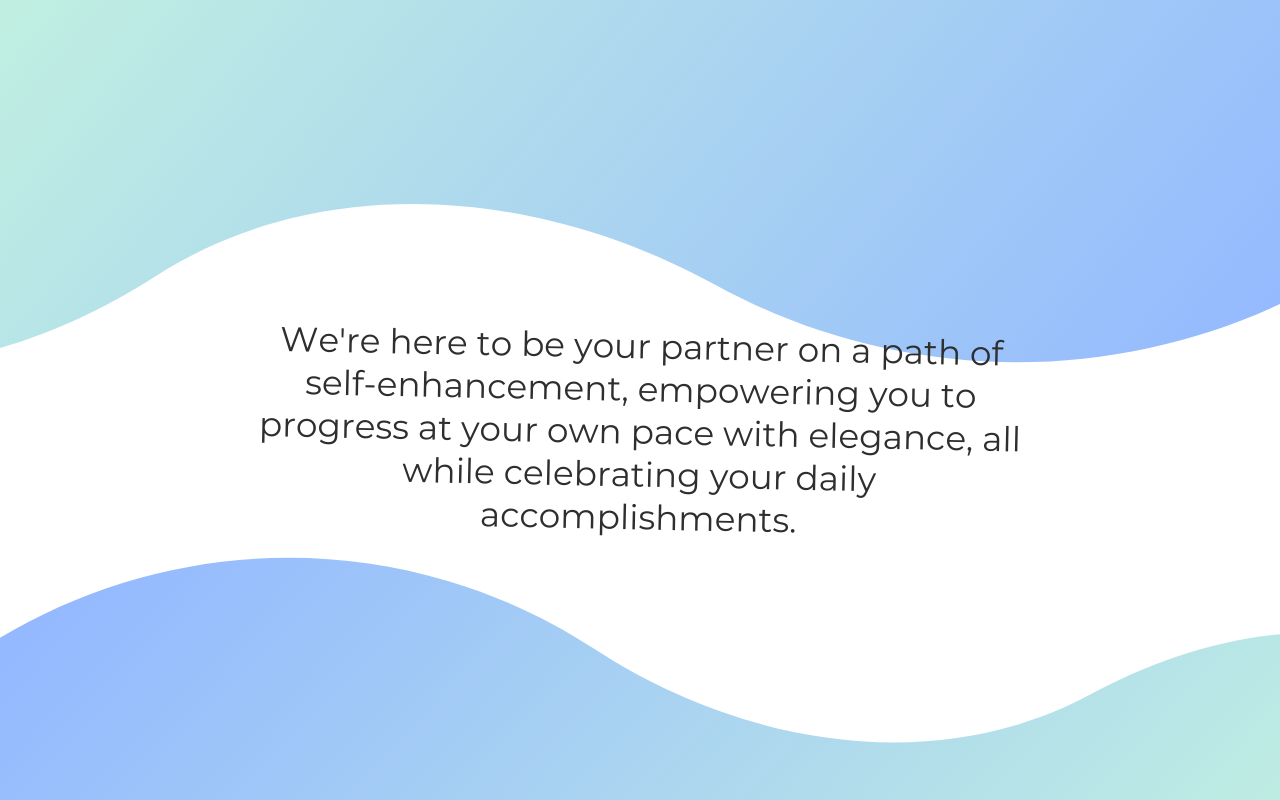 We're here to be your partner on a path of
self-enhancement, empowering you to
progress at your own pace with elegance, all
while celebrating your daily
accomplishments.